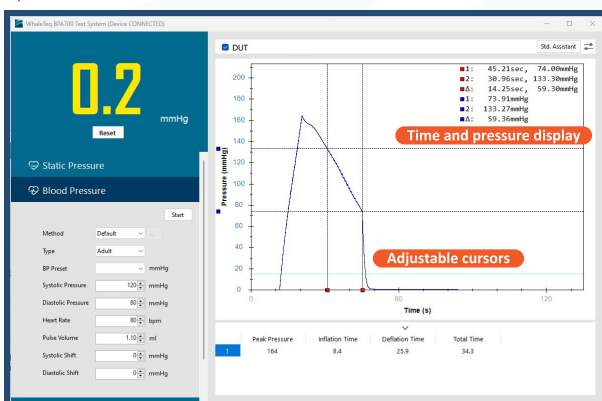 WhaleTeq BPA700 Test System (Device CONNECTED)
0.2
mmHg
Reset
Static Pressure
Blood Pressure
Start
Method Default
Type Adult
BP Preset mmHg
Systolic Pressure 120 mmHg
Diastolic Pressure 80 mmHg
Heart Rate 80 bpm
Pulse Volume 1.10 ml
Systolic Shift 0 mmHg
Diastolic Shift 0 mmHg
DUT
Std. Assistant
1: 45.21sec, 74.00mmHg
2: 30.96sec, 133.30mmHg
Δ: 14.25sec, 59.30mmHg
1: 73.91mmHg
2: 133.27mmHg
Δ: 59.36mmHg
Time and pressure display
Adjustable cursors
Pressure (mmHg)
200
180
160
140
120
100
80
60
40
20
0
0 60 120
Time (s)
Peak Pressure Inflation Time Deflation Time Total Time
1 164 8.4 25.9 34.3